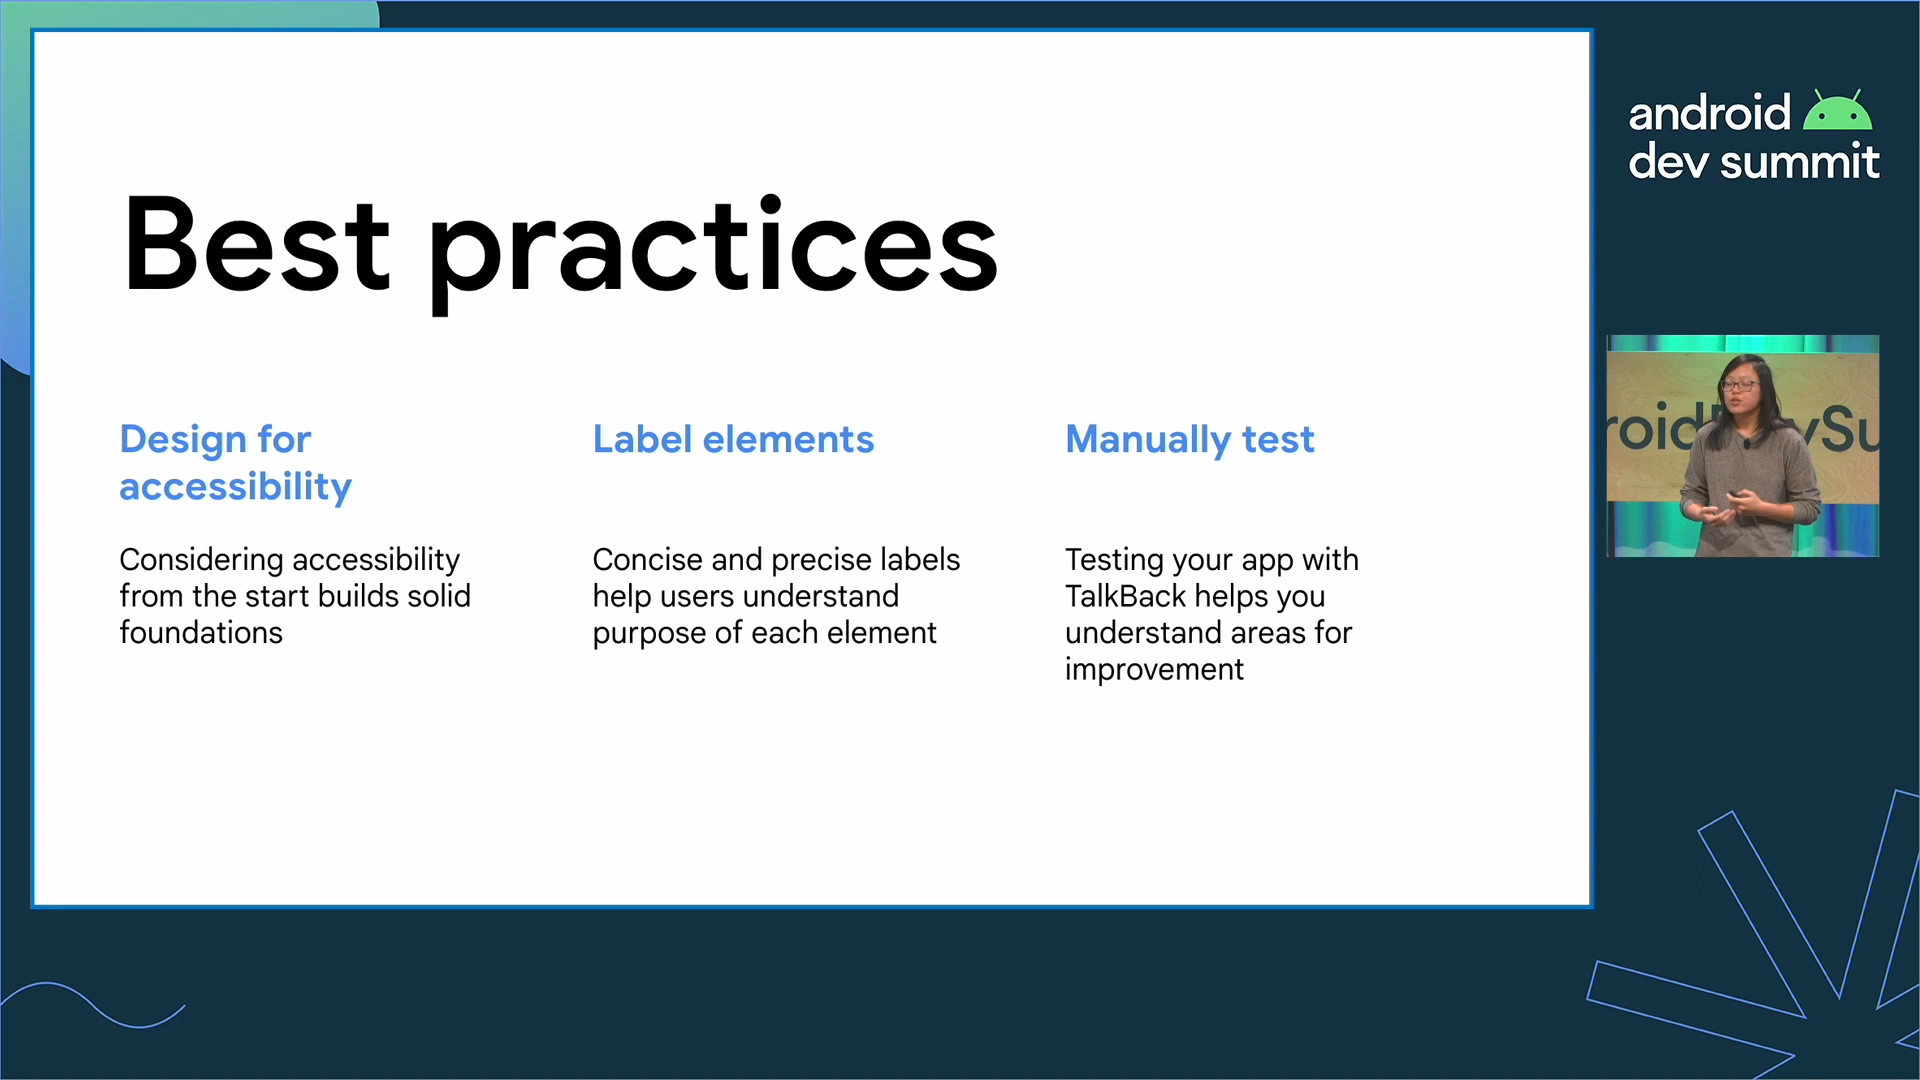 Best practices
Design for
accessibility
Considering accessibility
from the start builds solid
foundations
Label elements
Concise and precise labels
help users understand
purpose of each element
Manually test
Testing your app with
TalkBack helps you
understand areas for
improvement
android
dev summit
roidD vySu